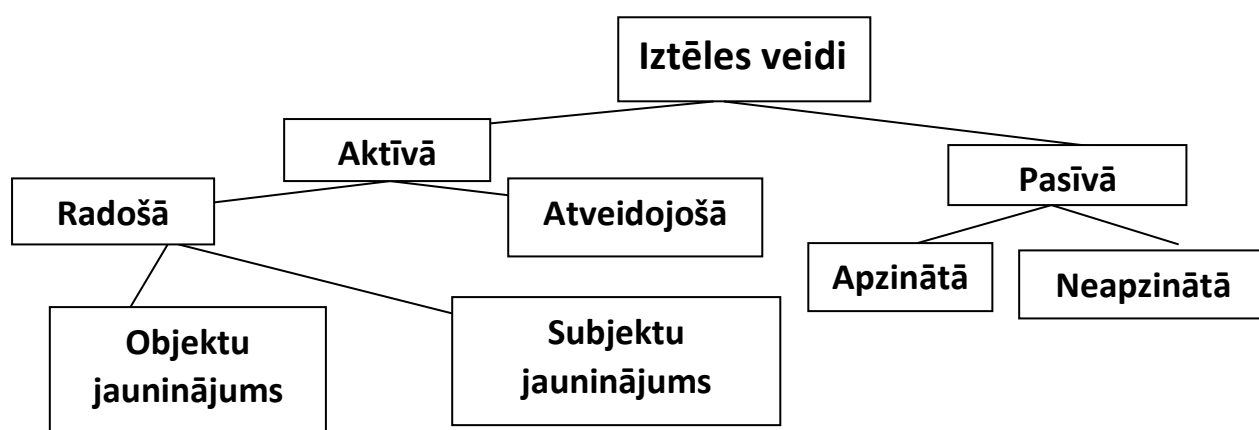 Iztēles veidi
Aktīvā
Pasīvā
Radošā
Atveidojošā
Apzinātā
Neapzinātā
Objektu
jauninājums
Subjektu
jauninājums